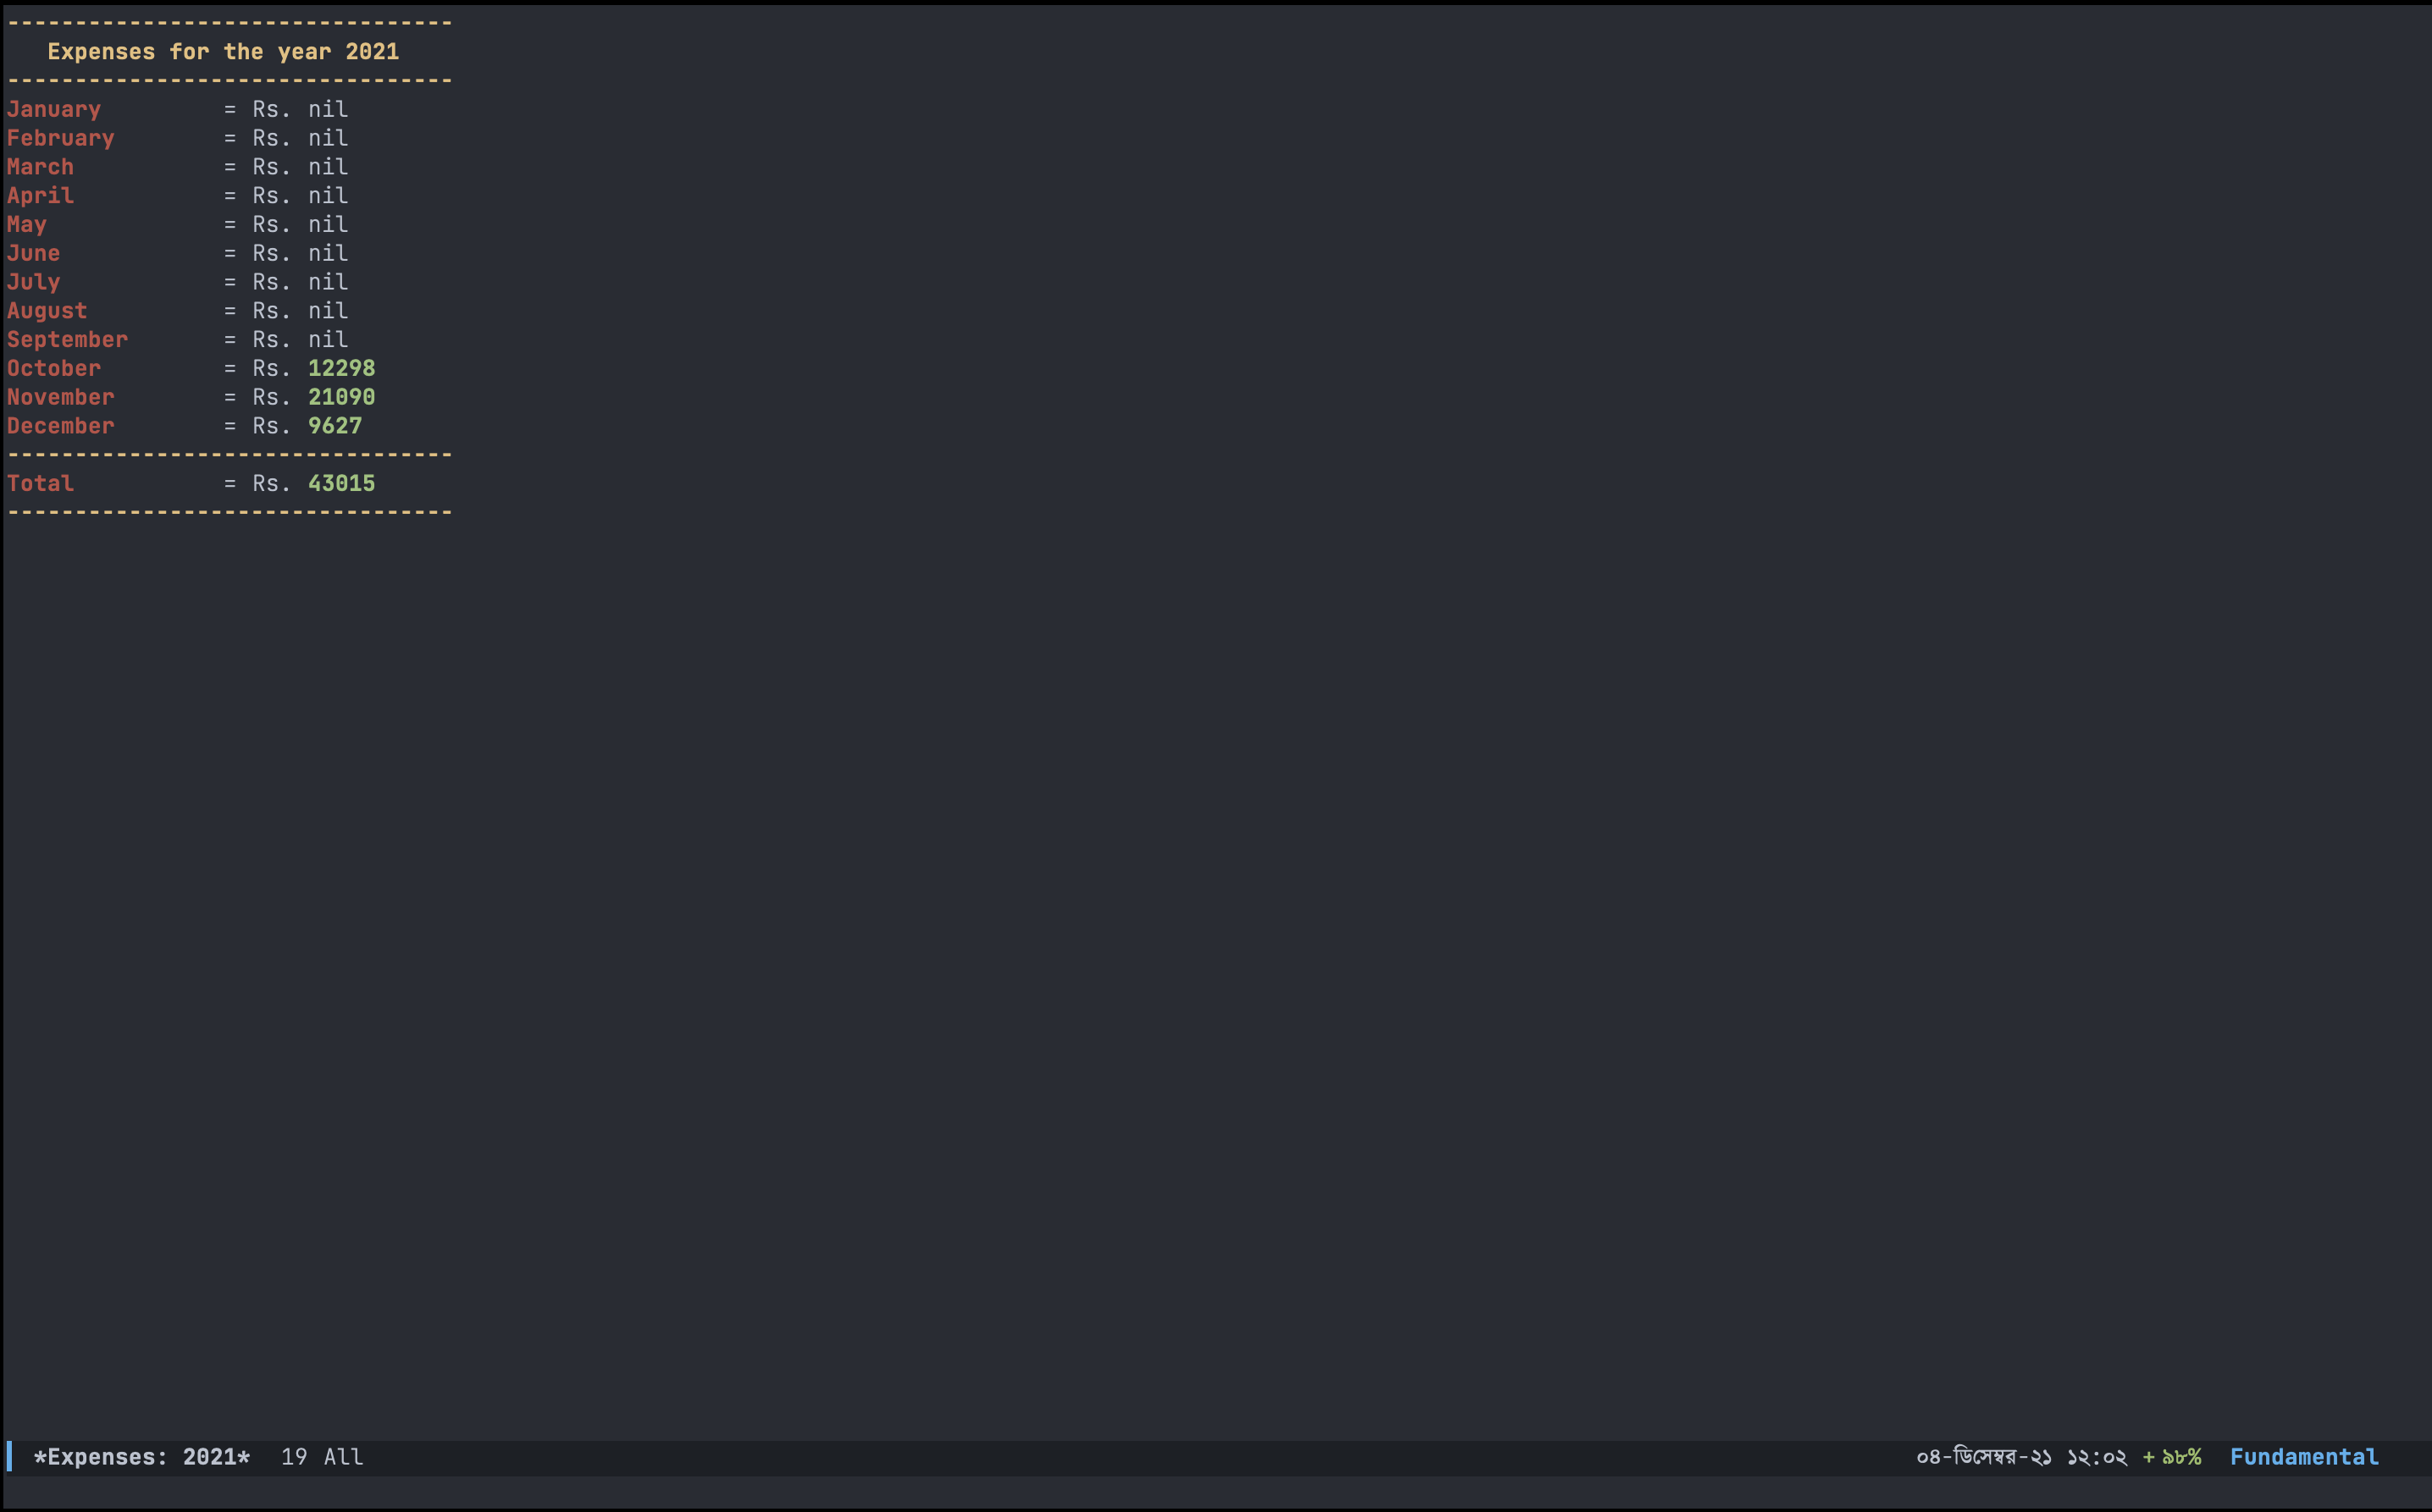 ---------------------------------
   Expenses for the year 2021
---------------------------------
January         = Rs. nil
February        = Rs. nil
March           = Rs. nil
April           = Rs. nil
May             = Rs. nil
June            = Rs. nil
July            = Rs. nil
August          = Rs. nil
September       = Rs. nil
October         = Rs. 12298
November        = Rs. 21090
December        = Rs. 9627
---------------------------------
Total           = Rs. 43015
---------------------------------
*Expenses: 2021*  19 All  ০৪-ডিসেম্বর-২১ ১২:০২ +৯৮%  Fundamental